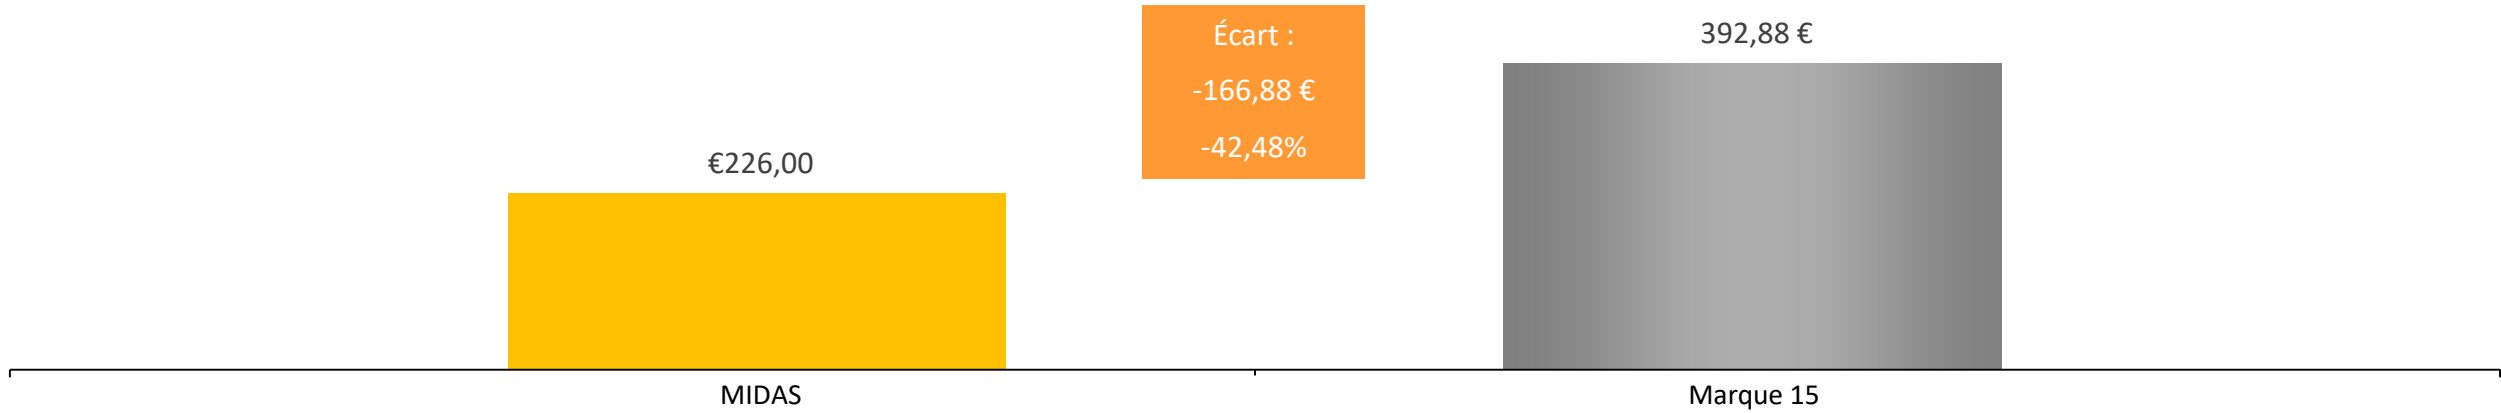 Écart :
-166,88 €
-42,48%
392,88 €
€226,00
MIDAS
Marque 15